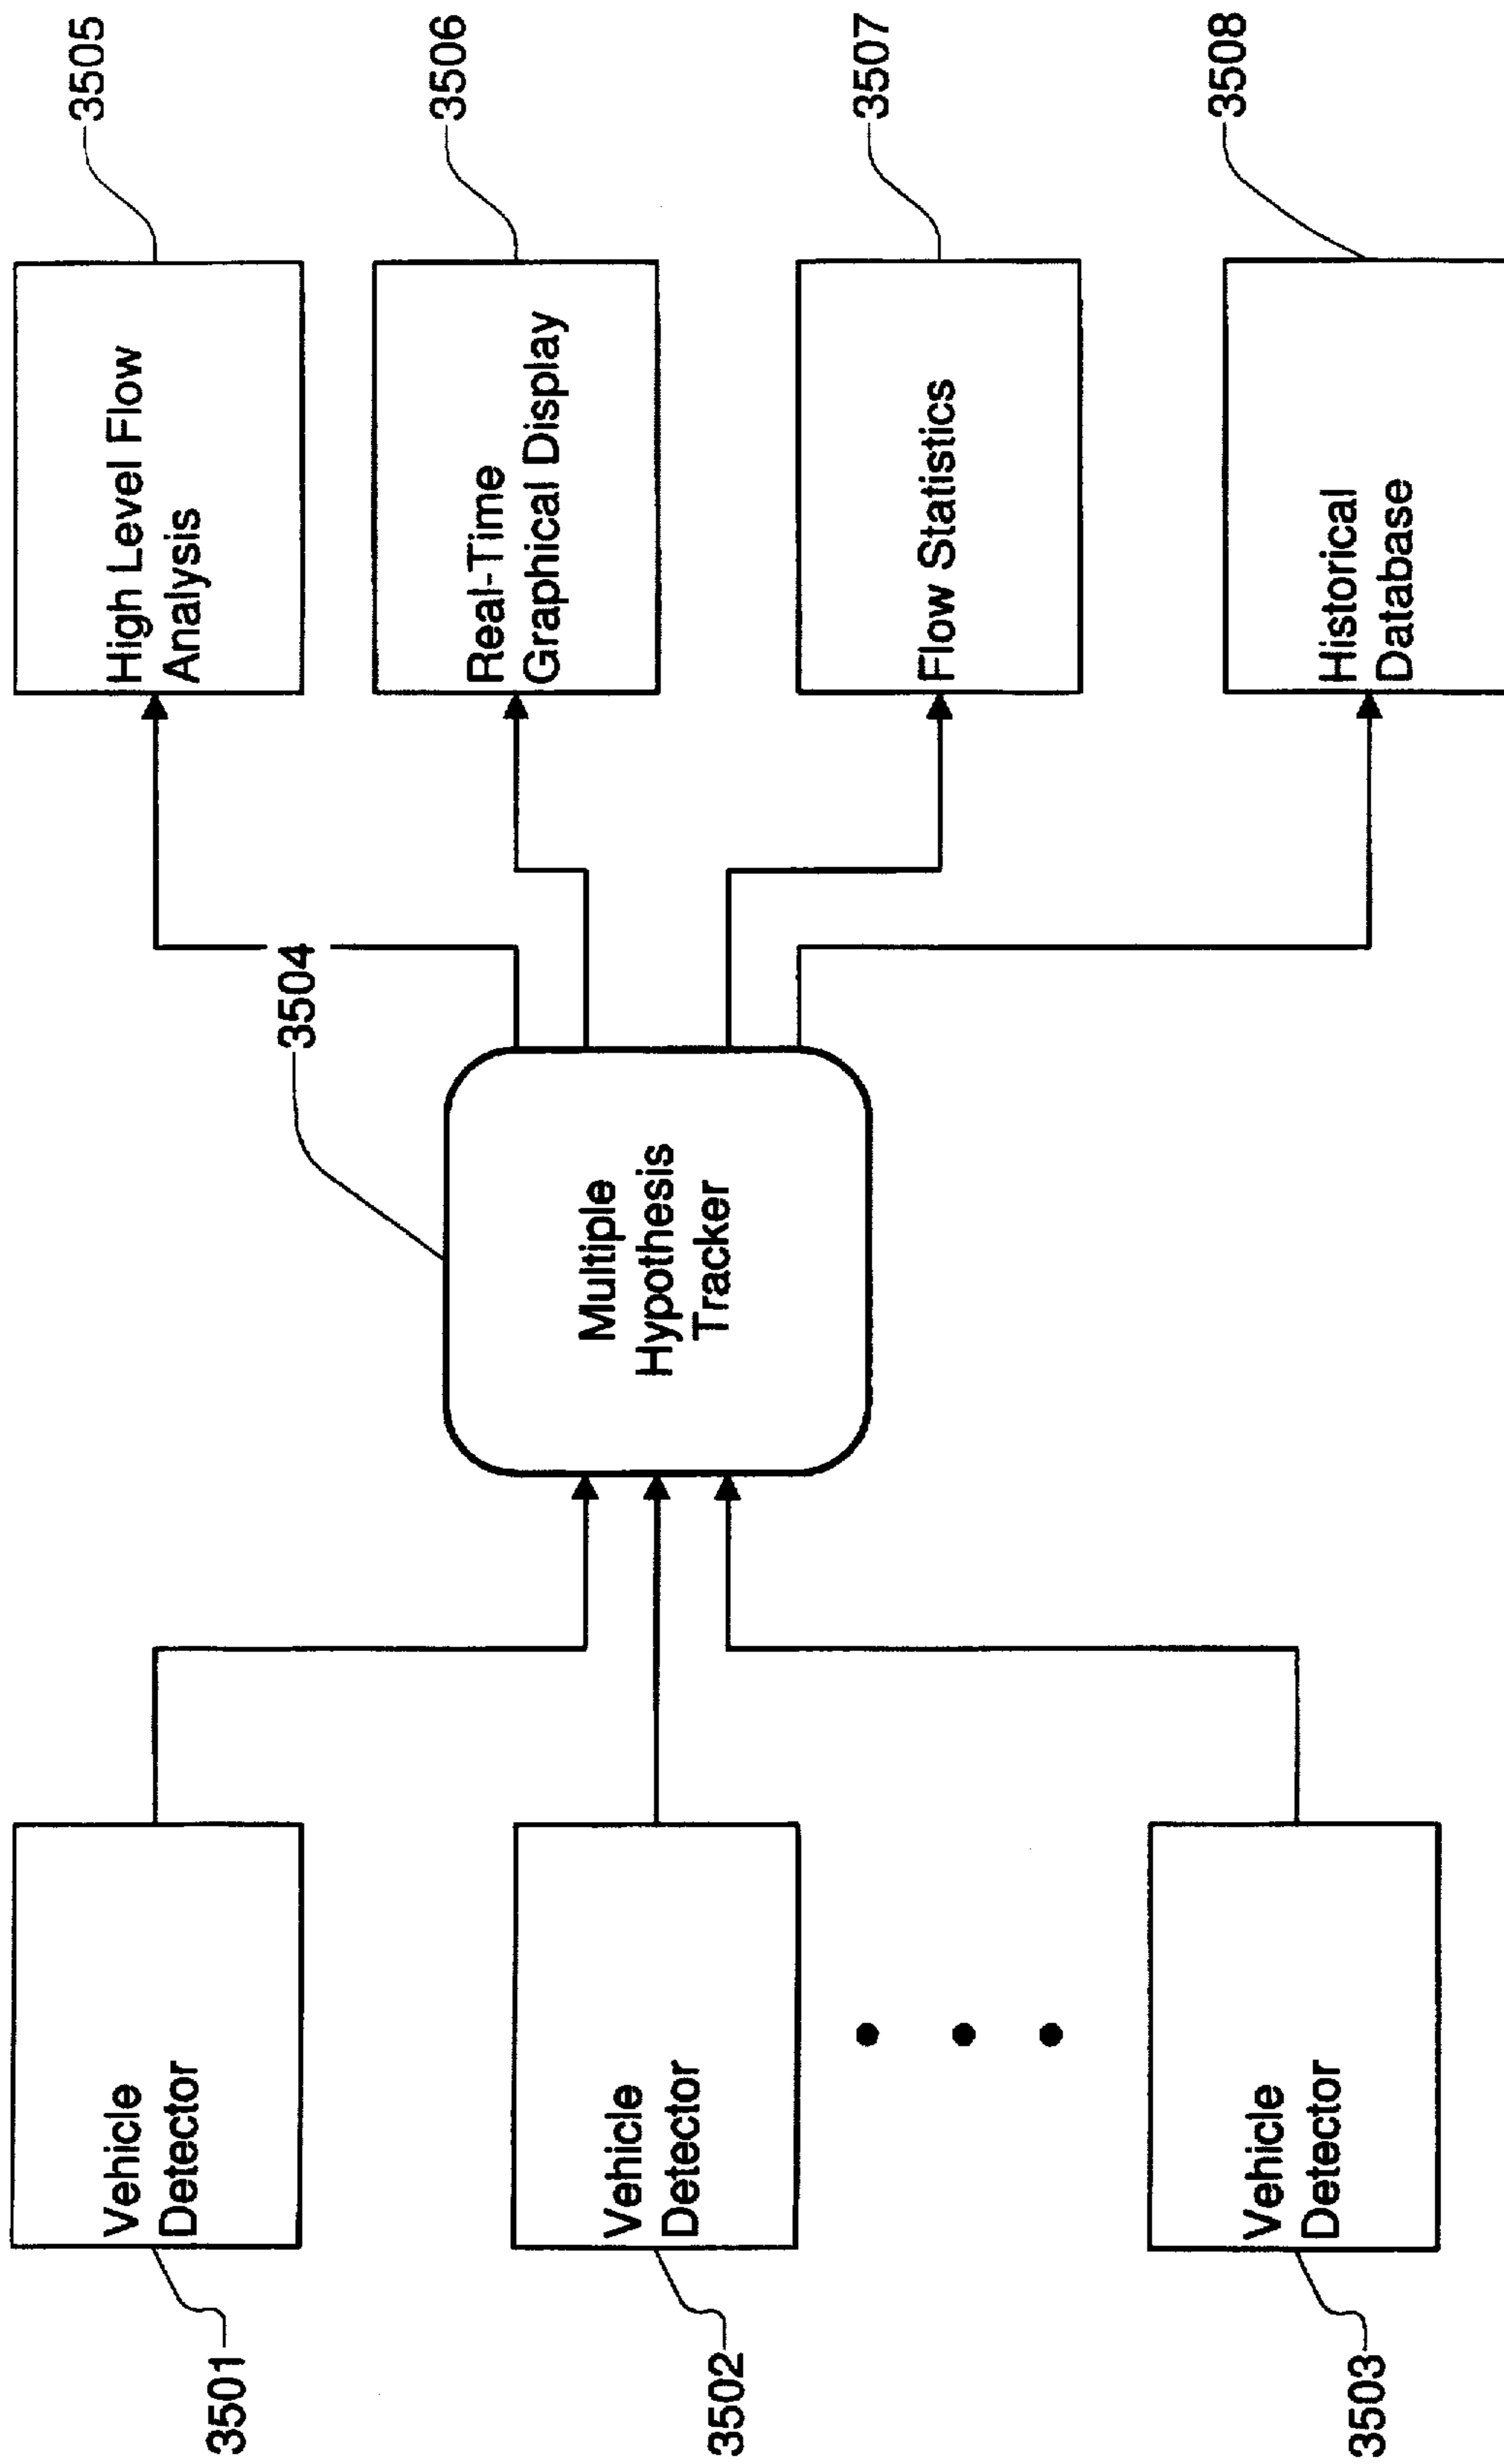 3501
Vehicle
Detector
3502
Vehicle
Detector
3503
Vehicle
Detector
3504
Multiple
Hypothesis
Tracker
3505
High Level Flow
Analysis
3506
Real-Time
Graphical Display
3507
Flow Statistics
3508
Historical
Database